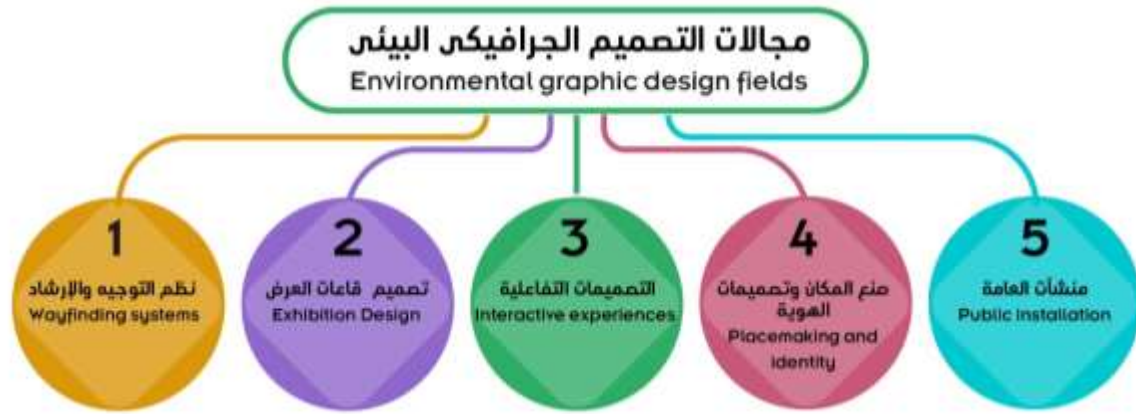 مجالات التصميم الجرافيكى البيئى
Environmental graphic design fields
1
نظم التوجيه والإرشاد
Wayfinding systems
2
تصميم قاعات العرض
Exhibition Design
3
التصميمات التفاعلية
Interactive experiences
4
صنع المكان وتصميمات
الهوية
Placemaking and
identity
5
منشأت العامة
Public Installation